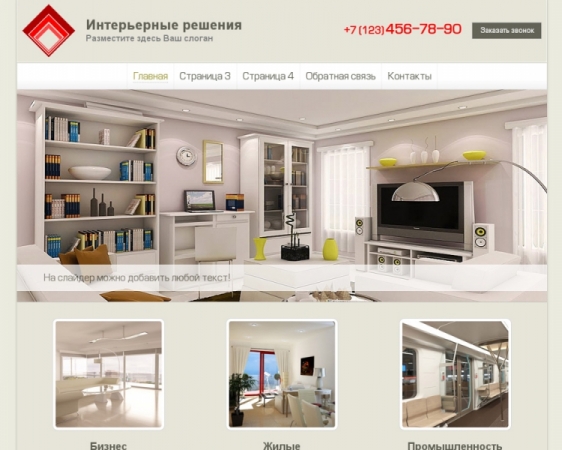 Интерьерные решения
Разместите здесь Ваш слоган
+7 (123) 456-78-90
Заказать звонок
Главная Страница 3 Страница 4 Обратная связь Контакты
На слайдер можно добавить любой текст!
Бизнес Жилые Промышленность